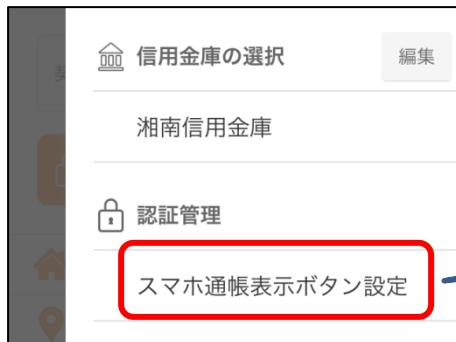 信用金庫の選択
編集
湘南信用金庫
認証管理
スマホ通帳表示ボタン設定